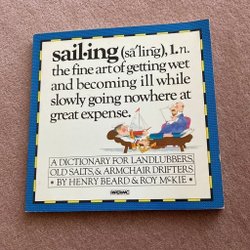 sail·ing (sā′lĭng), 1. n.
the fine art of getting wet
and becoming ill while
slowly going nowhere at
great expense.
A DICTIONARY FOR LANDLUBBERS,
OLD SALTS, & ARMCHAIR DRIFTERS
BY HENRY BEARD & ROY McKIE